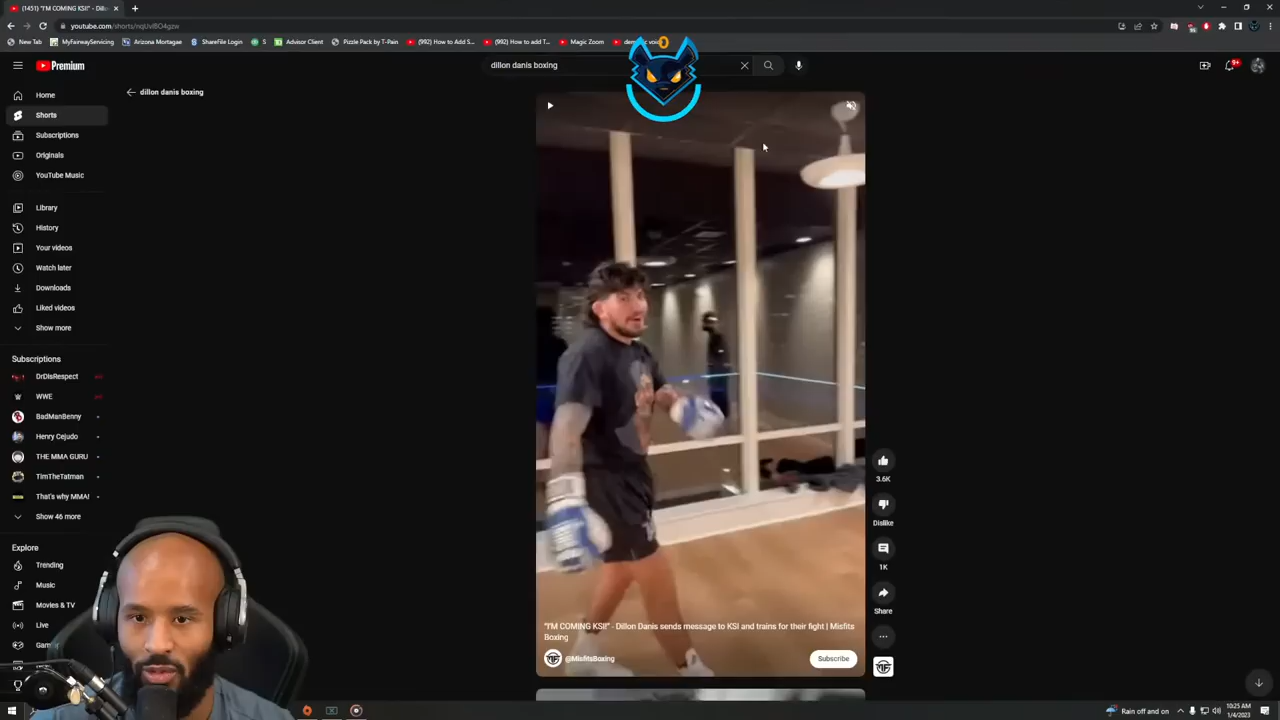 (1451) "I'M COMING KSI!" - Dillo
youtube.com/shorts/
New Tab
MyfairwayServicing
Arizona Mortagae
ShareFile Login
S
Advisor Client
Pizzle Pack by T-Pain
(992) How to Add S...
(992) How to add T...
Magic Zoom
Premium
dillon danis boxing
9+
Home
dillon danis boxing
Shorts
Subscriptions
Originals
YouTube Music
Library
History
Your videos
Watch later
Downloads
Liked videos
Show more
Subscriptions
DrDisRespect
WWE
BadManBenny
Henry Cejudo
THE MMA GURU
TimTheTatman
That's why MMA!
Show 46 more
Explore
Trending
Music
Movies & TV
Live
3.6K
Dislike
1K
Share
"I'M COMING KSI!" - Dillon Danis sends message to KSI and trains for their fight | Misfits
Boxing
@MisfitsBoxing
Subscribe
Rain off and on
10:25 AM
1/4/2023